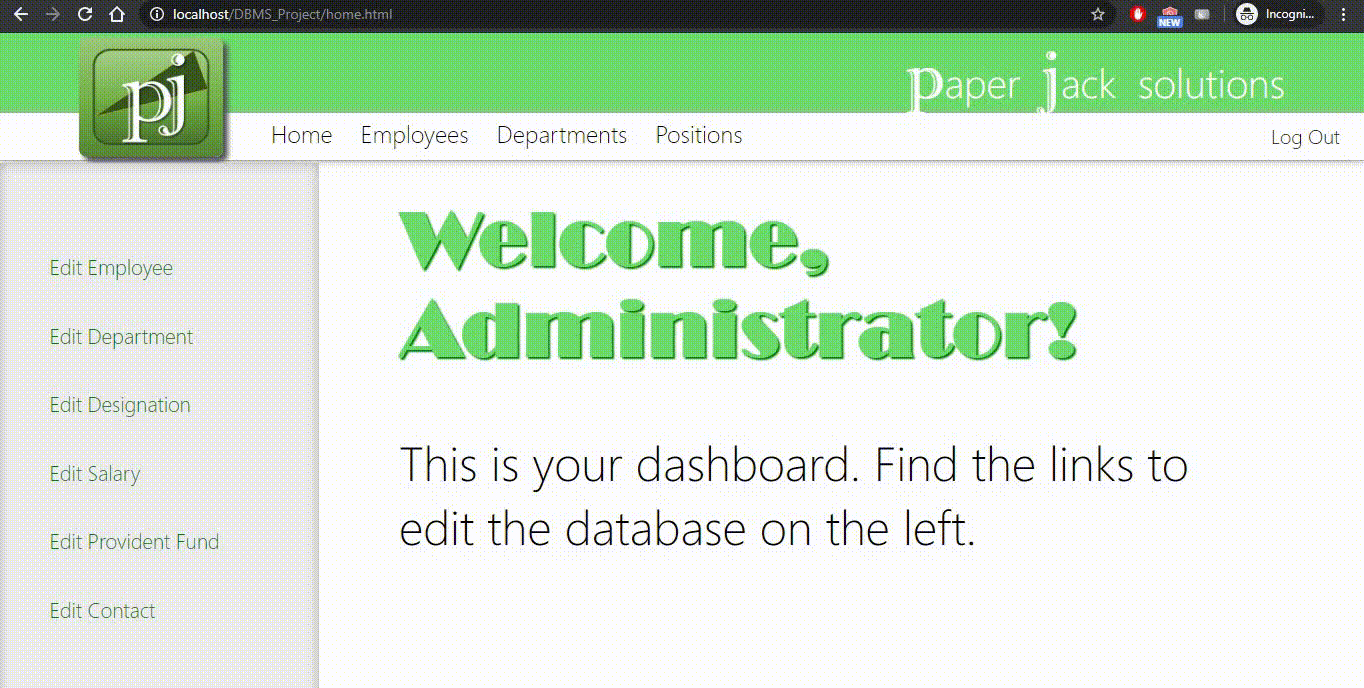 localhost/DBMS_Project/home.html
NEW
Incogni...
pj
paper jack solutions
Home Employees Departments Positions
Log Out
Edit Employee
Edit Department
Edit Designation
Edit Salary
Edit Provident Fund
Edit Contact
Welcome,
Administrator!
This is your dashboard. Find the links to
edit the database on the left.